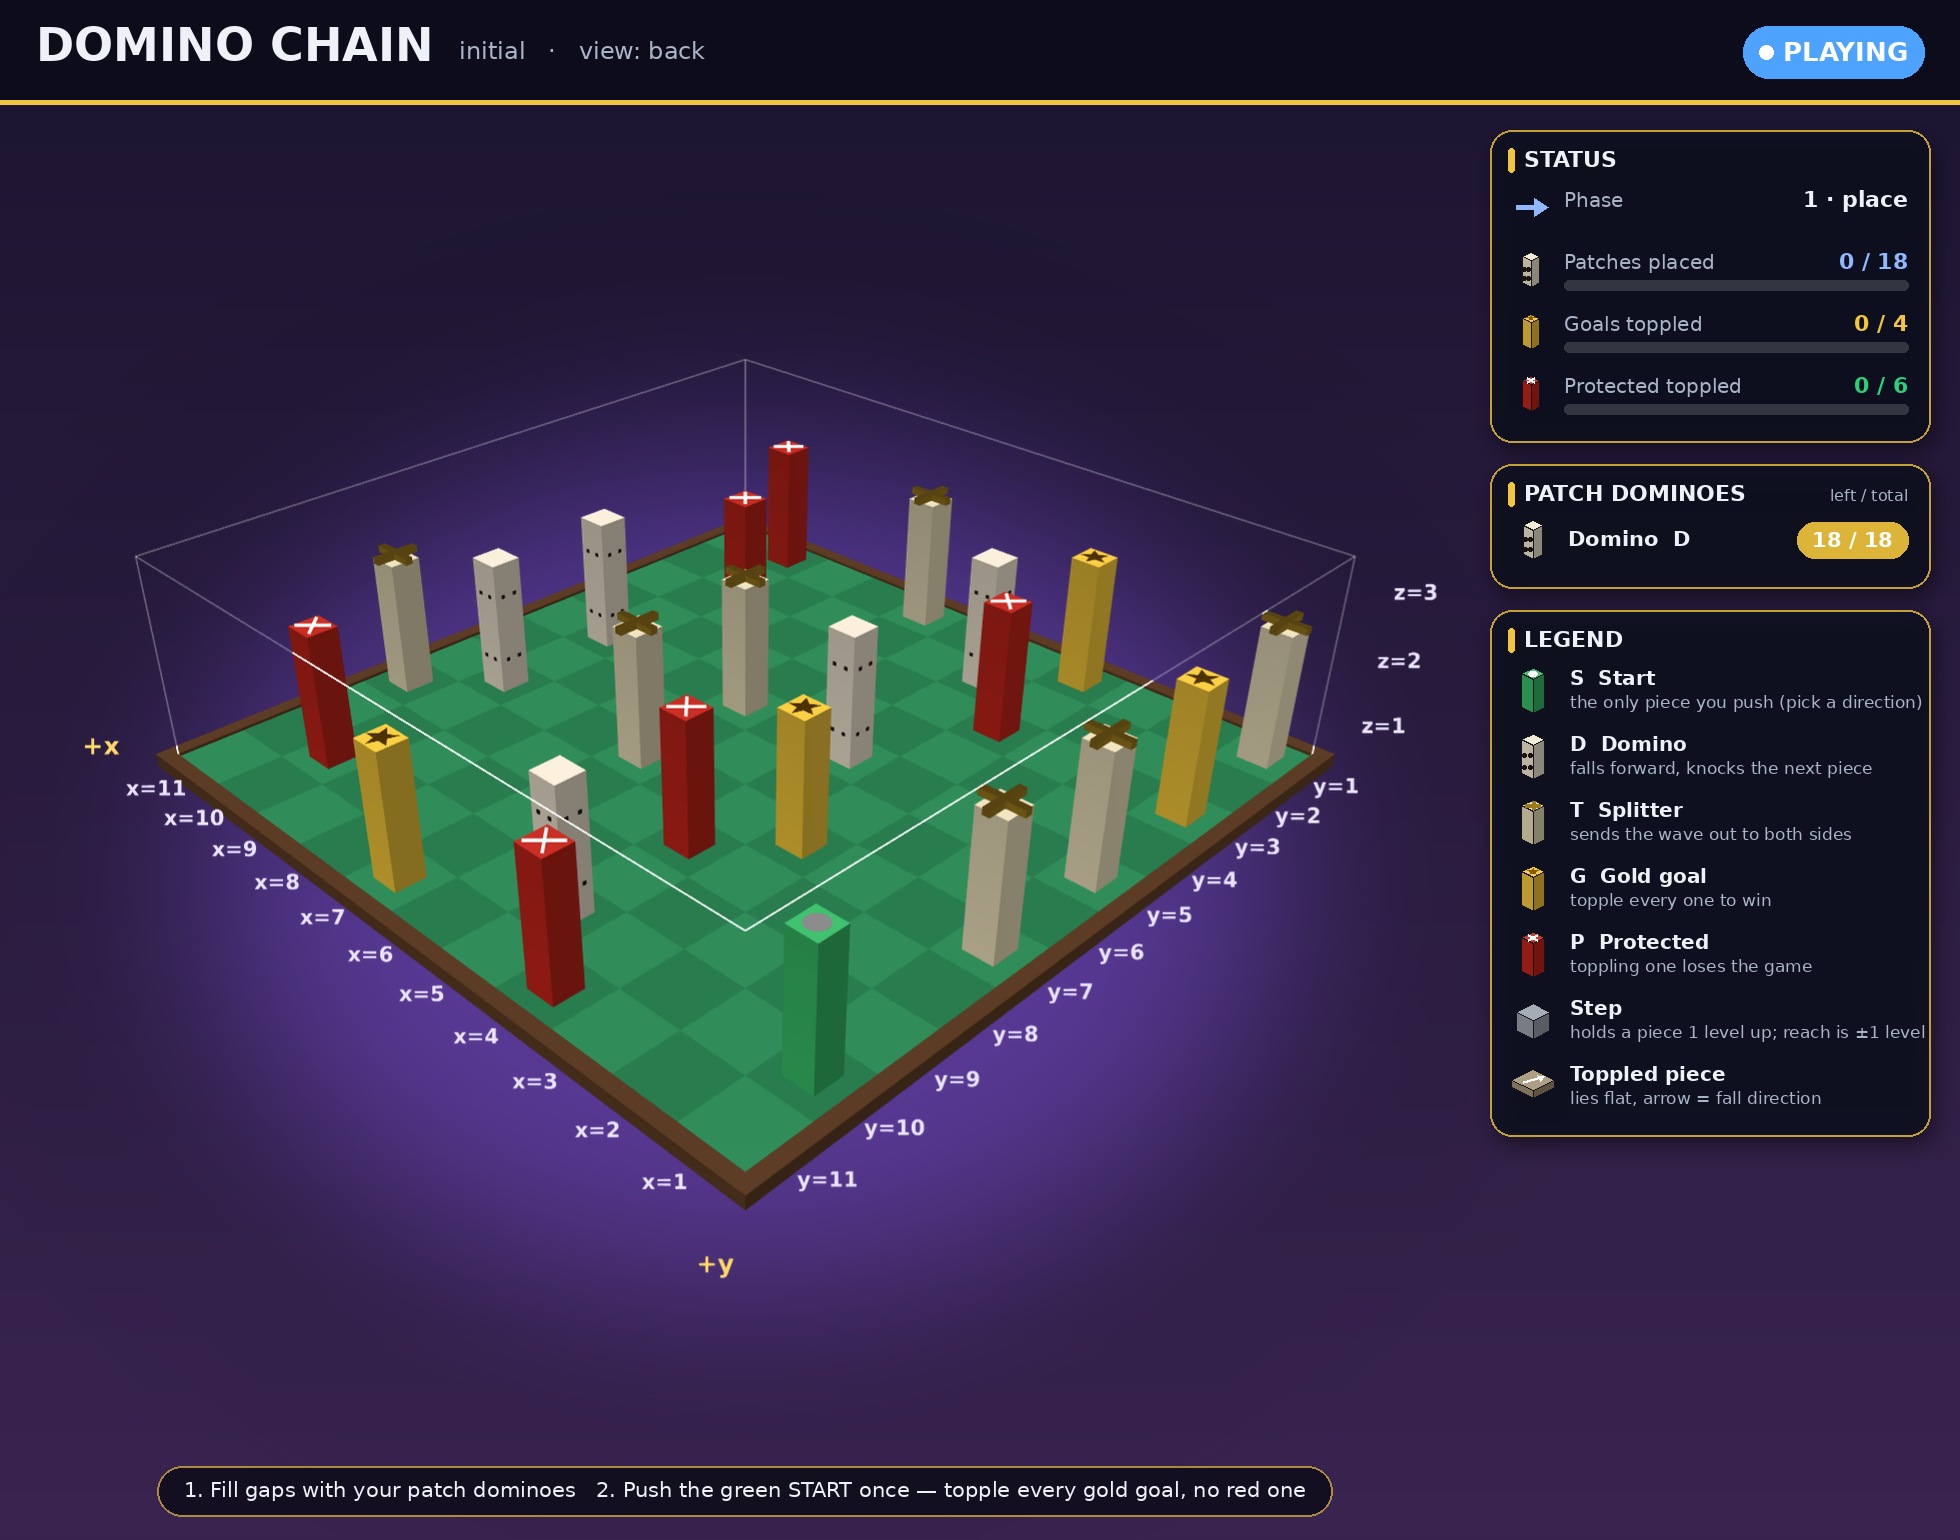 DOMINO CHAIN initial · view: back
PLAYING
STATUS
Phase 1 · place
Patches placed 0 / 18
Goals toppled 0 / 4
Protected toppled 0 / 6
PATCH DOMINOES left / total
Domino D 18 / 18
LEGEND
S Start
the only piece you push (pick a direction)
D Domino
falls forward, knocks the next piece
T Splitter
sends the wave out to both sides
G Gold goal
topple every one to win
P Protected
toppling one loses the game
Step
holds a piece 1 level up; reach is ±1 level
Toppled piece
lies flat, arrow = fall direction
z=3
z=2
z=1
+x
x=11
x=10
x=9
x=8
x=7
x=6
x=5
x=4
x=3
x=2
x=1
y=1
y=2
y=3
y=4
y=5
y=6
y=7
y=8
y=9
y=10
y=11
+y
1. Fill gaps with your patch dominoes 2. Push the green START once — topple every gold goal, no red one